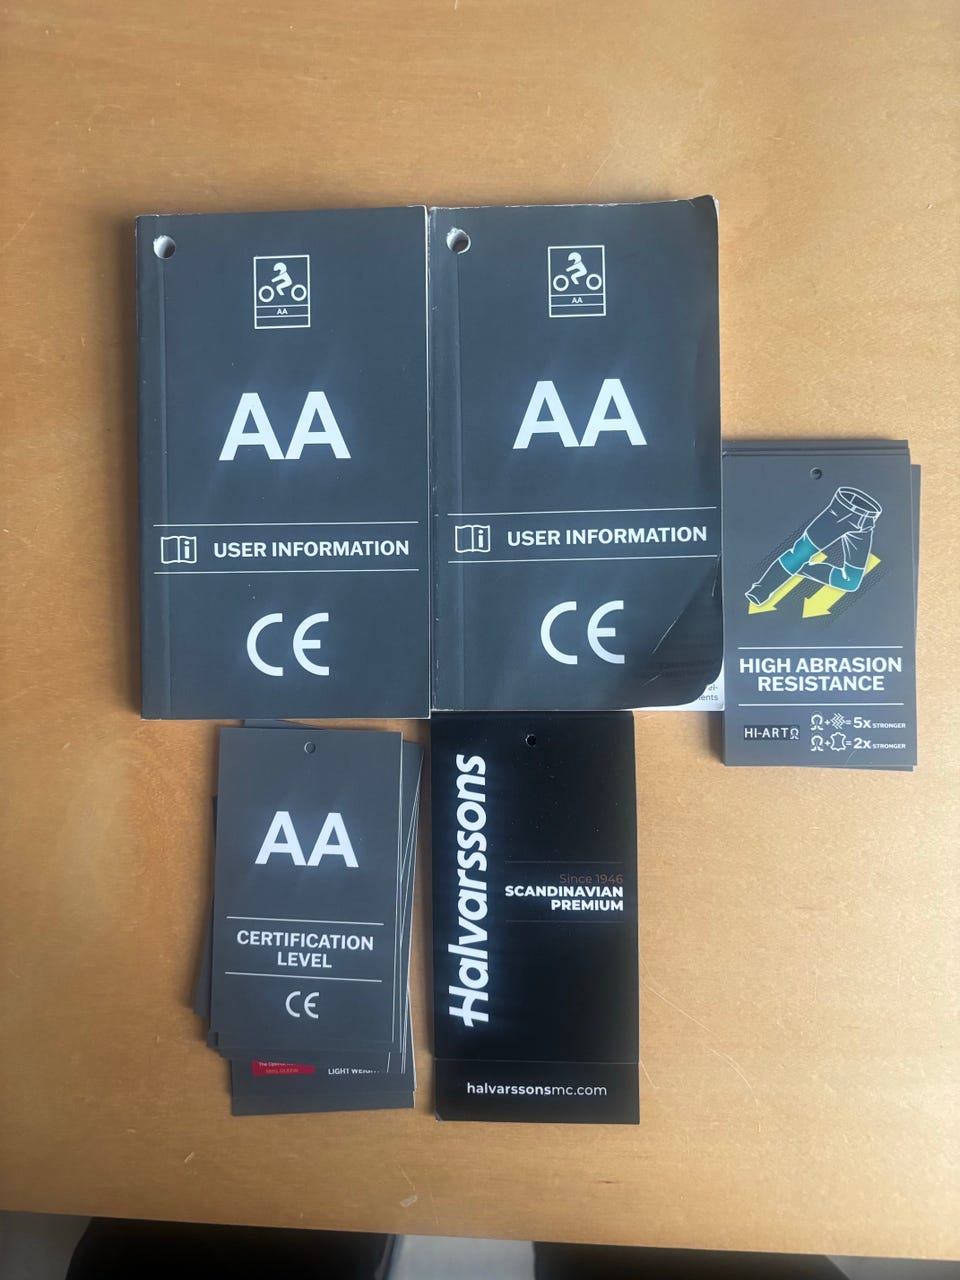 AA
AA
USER INFORMATION
CE
AA
AA
USER INFORMATION
CE
HIGH ABRASION
RESISTANCE
HI-ART
+ = 5x STRONGER
+ = 2x STRONGER
AA
CERTIFICATION
LEVEL
CE
LIGHT WEIGH
Halvarssons
Since 1946
SCANDINAVIAN
PREMIUM
halvarssonsmc.com